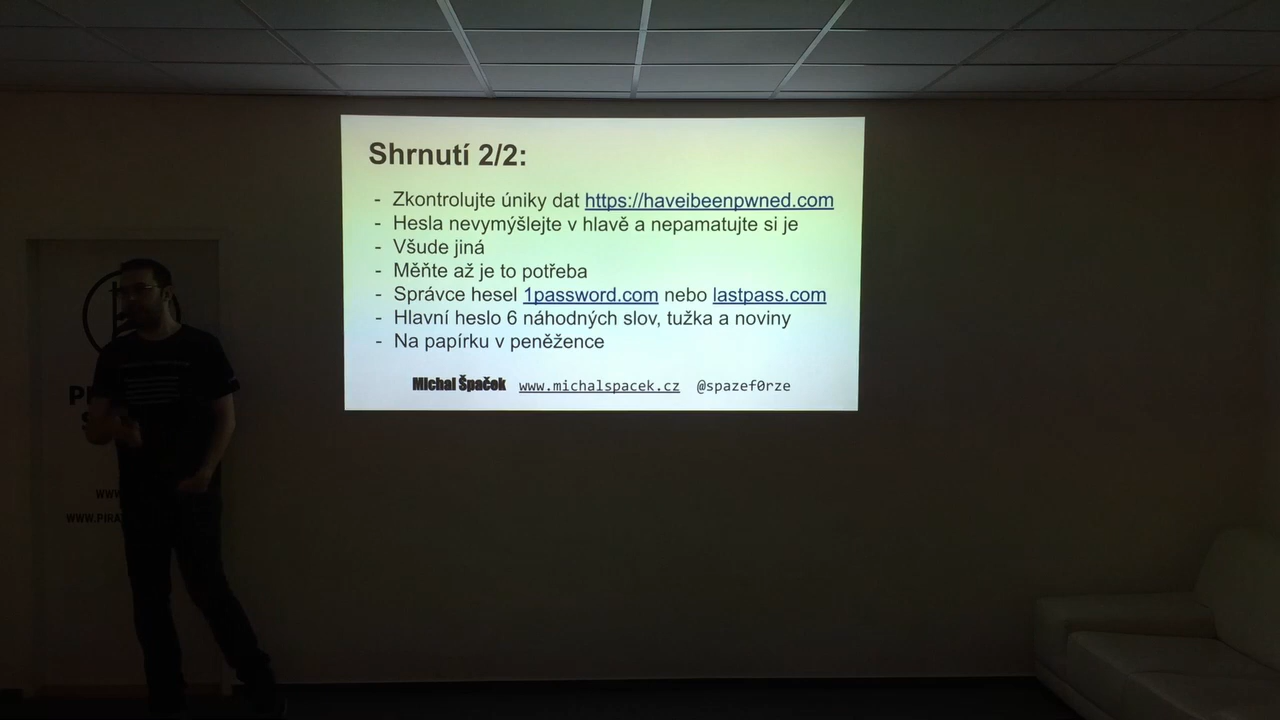 Shrnutí 2/2:
- Zkontrolujte úniky dat https://haveibeenpwned.com
- Hesla nevymýšlejte v hlavě a nepamatujte si je
- Všude jiná
- Měňte až je to potřeba
- Správce hesel 1password.com nebo lastpass.com
- Hlavní heslo 6 náhodných slov, tužka a noviny
- Na papírku v peněžence
Michal Špaček www.michalspacek.cz @spazef0rze